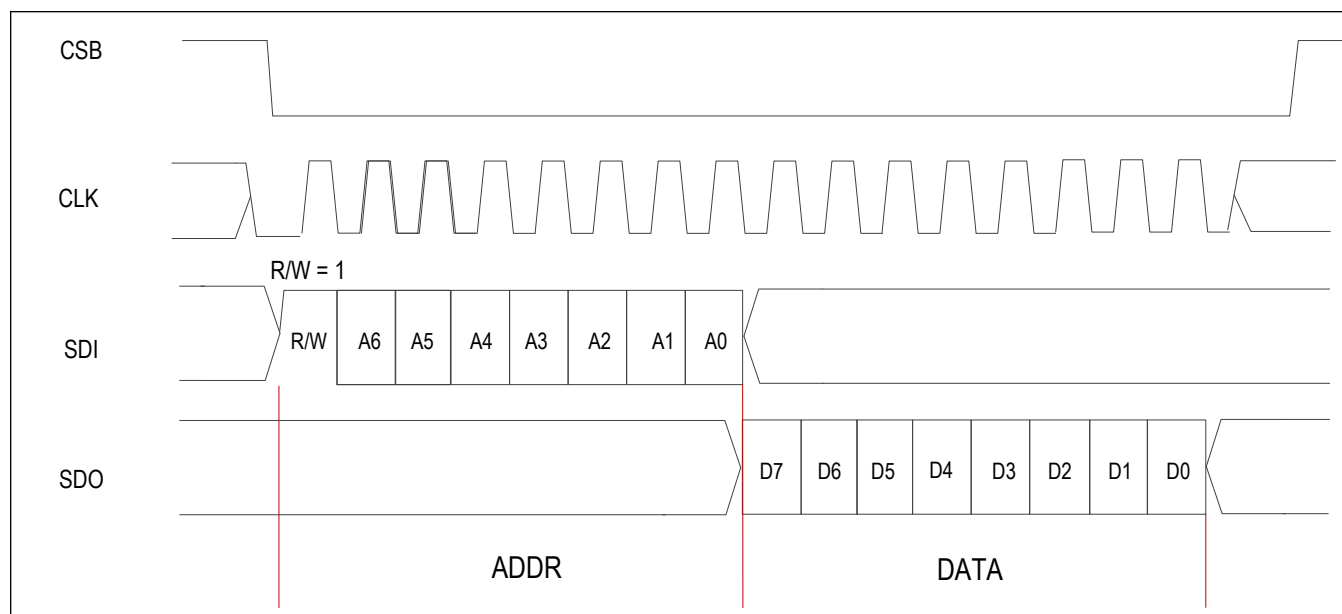 CSB
CLK
R/W = 1
SDI
R/W A6 A5 A4 A3 A2 A1 A0
SDO
D7 D6 D5 D4 D3 D2 D1 D0
ADDR DATA